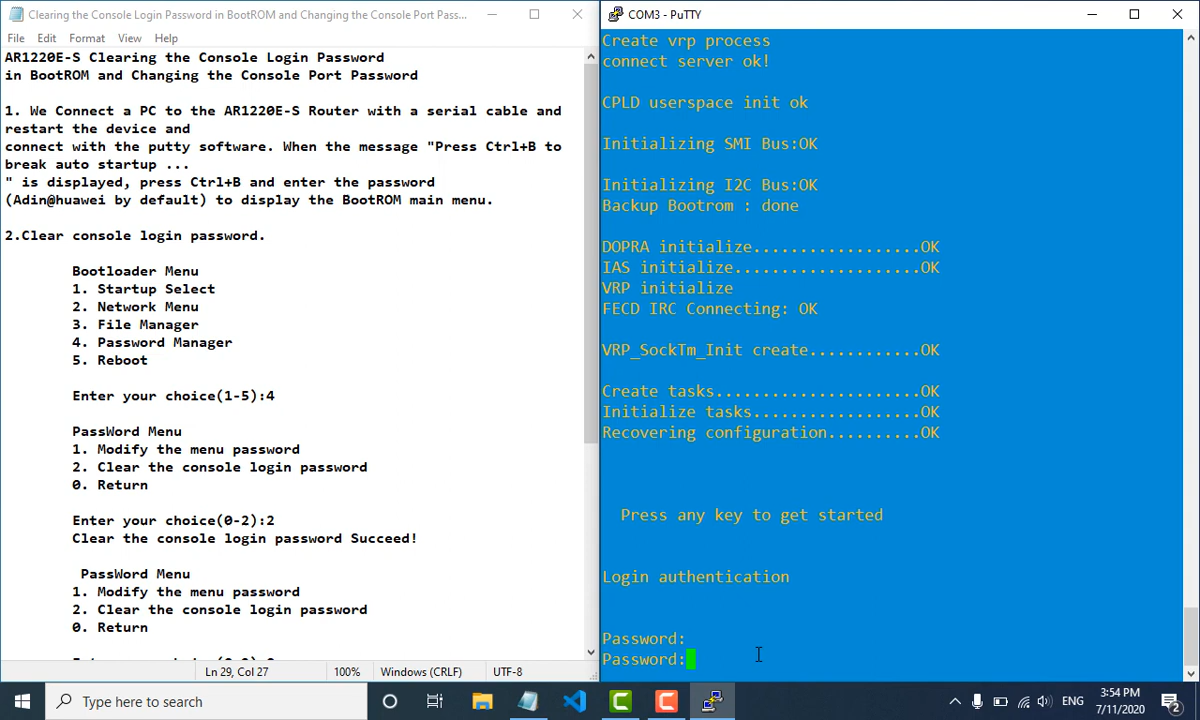 Clearing the Console Login Password in BootROM and Changing the Console Port Pass...
File Edit Format View Help
AR1220E-S Clearing the Console Login Password
in BootROM and Changing the Console Port Password
1. We Connect a PC to the AR1220E-S Router with a serial cable and
restart the device and
connect with the putty software. When the message "Press Ctrl+B to
break auto startup ...
" is displayed, press Ctrl+B and enter the password
(Adin@huawei by default) to display the BootROM main menu.
2.Clear console login password.
Bootloader Menu
1. Startup Select
2. Network Menu
3. File Manager
4. Password Manager
5. Reboot
Enter your choice(1-5):4
PassWord Menu
1. Modify the menu password
2. Clear the console login password
0. Return
Enter your choice(0-2):2
Clear the console login password Succeed!
PassWord Menu
1. Modify the menu password
2. Clear the console login password
0. Return
Ln 29, Col 27 100% Windows (CRLF) UTF-8
COM3 - PuTTY
Create vrp process
connect server ok!
CPLD userspace init ok
Initializing SMI Bus:OK
Initializing I2C Bus:OK
Backup Bootrom : done
DOPRA initialize..................OK
IAS initialize....................OK
VRP initialize
FECD IRC Connecting: OK
VRP_SockTm_Init create............OK
Create tasks......................OK
Initialize tasks..................OK
Recovering configuration..........OK
Press any key to get started
Login authentication
Password:
Password:
Type here to search
ENG
3:54 PM
7/11/2020
2